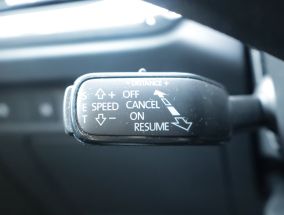 - DISTANCE +
S + OFF
E SPEED CANCEL
T - ON
RESUME